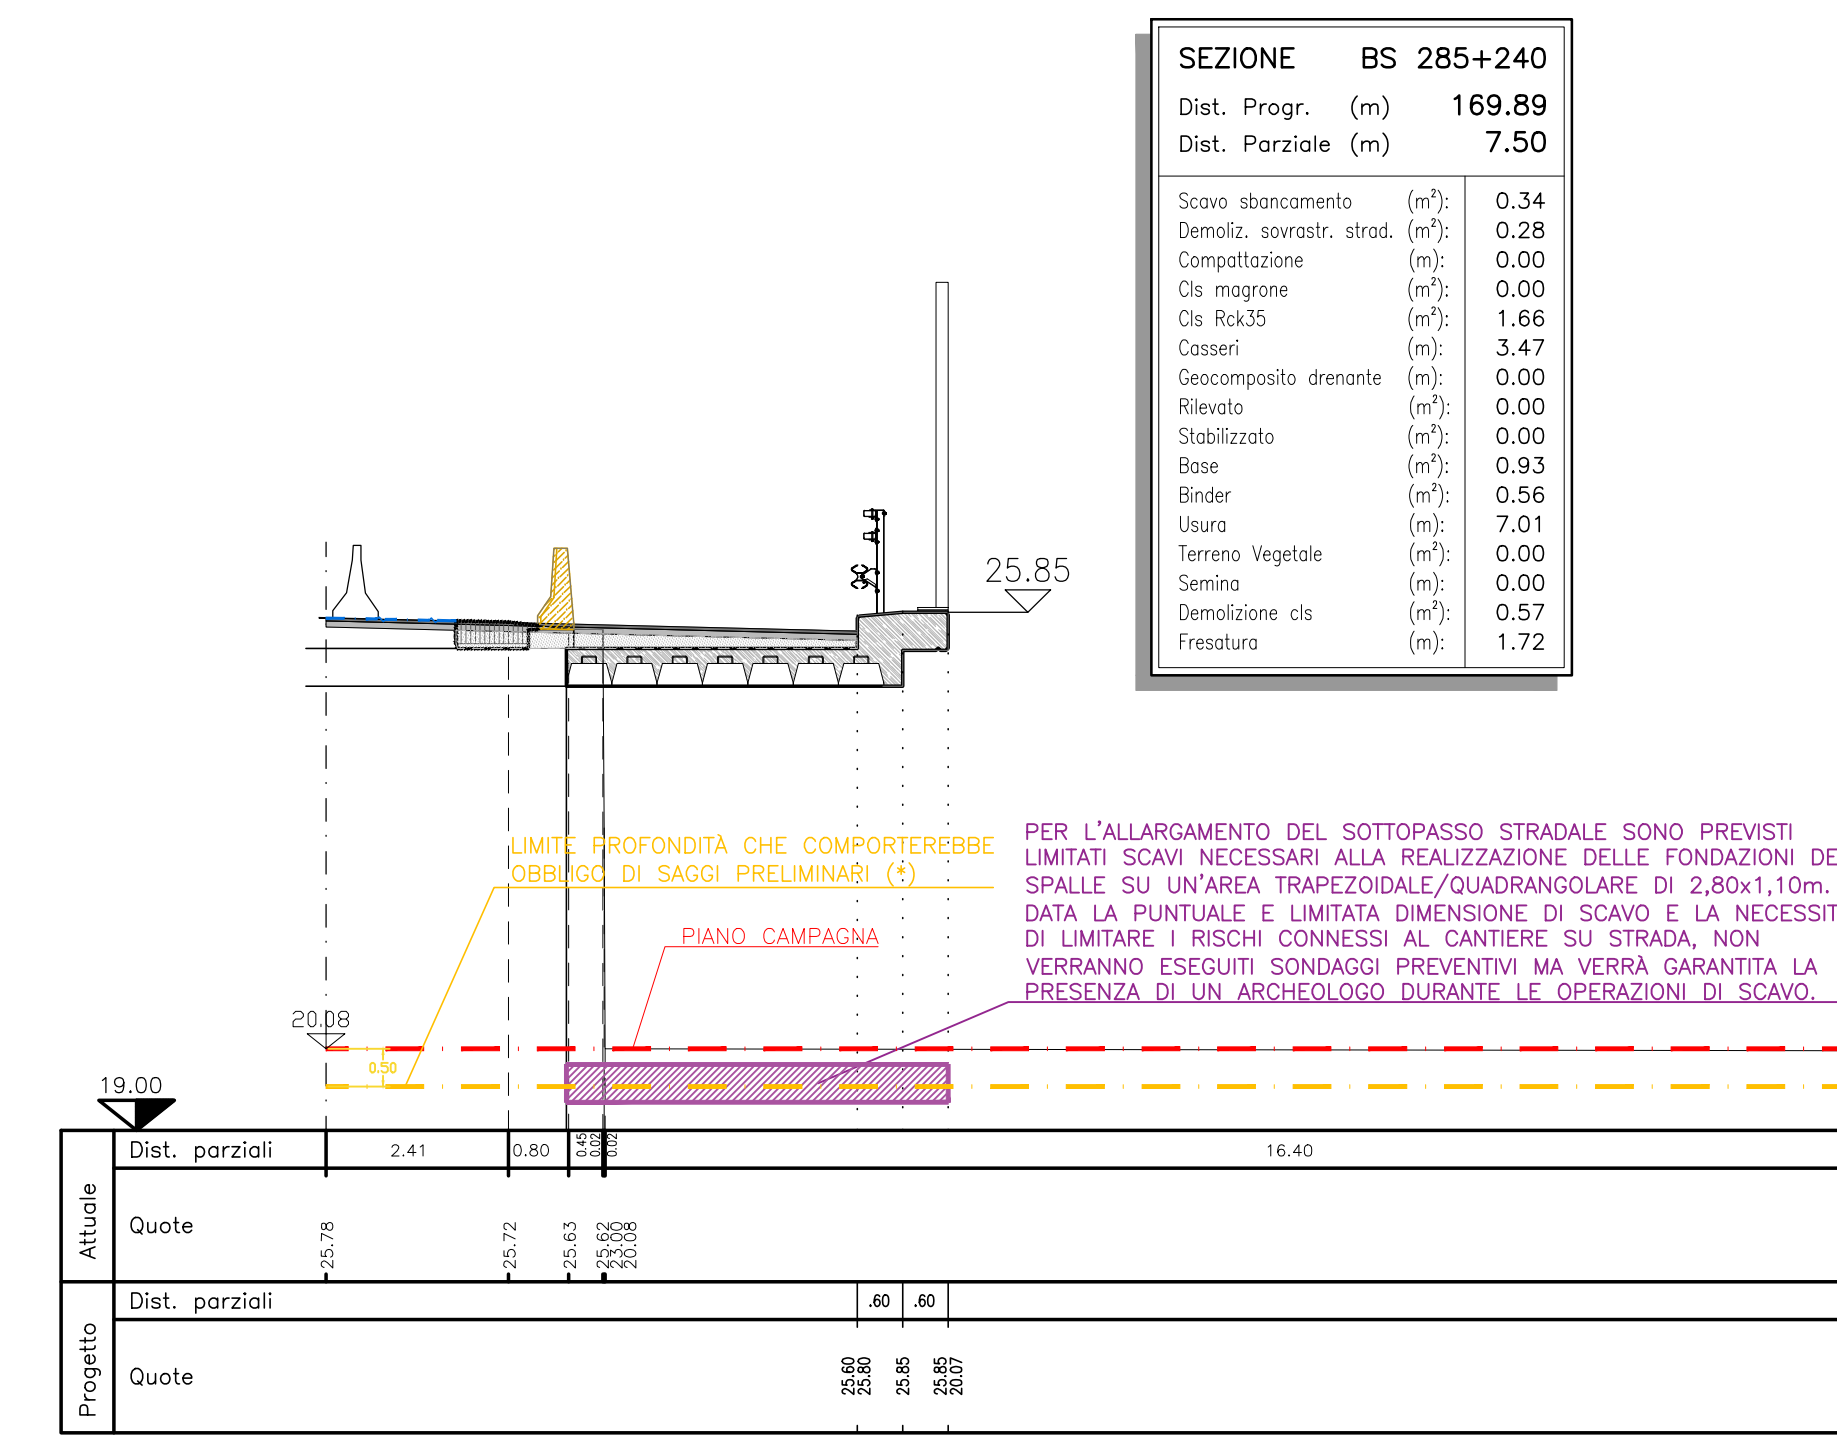 SEZIONE BS 285+240
Dist. Progr. (m) 169.89
Dist. Parziale (m) 7.50
Scavo sbancamento (m²): 0.34
Demoliz. sovrastr. strad. (m²): 0.28
Compattazione (m): 0.00
Cls magrone (m²): 0.00
Cls Rck35 (m²): 1.66
Casseri (m): 3.47
Geocomposito drenante (m): 0.00
Rilevato (m²): 0.00
Stabilizzato (m²): 0.00
Base (m²): 0.93
Binder (m²): 0.56
Usura (m): 7.01
Terreno Vegetale (m²): 0.00
Semina (m): 0.00
Demolizione cls (m²): 0.57
Fresatura (m): 1.72
25.85
LIMITE PROFONDITÀ CHE COMPORTEREBBE
OBBLIGO DI SAGGI PRELIMINARI (*)
PER L'ALLARGAMENTO DEL SOTTOPASSO STRADALE SONO PREVISTI
LIMITATI SCAVI NECESSARI ALLA REALIZZAZIONE DELLE FONDAZIONI DE
SPALLE SU UN'AREA TRAPEZOIDALE/QUADRANGOLARE DI 2,80x1,10m.
DATA LA PUNTUALE E LIMITATA DIMENSIONE DI SCAVO E LA NECESSIT
DI LIMITARE I RISCHI CONNESSI AL CANTIERE SU STRADA, NON
VERRANNO ESEGUITI SONDAGGI PREVENTIVI MA VERRÀ GARANTITA LA
PRESENZA DI UN ARCHEOLOGO DURANTE LE OPERAZIONI DI SCAVO.
PIANO CAMPAGNA
20.08
0.50
19.00
Attuale
Dist. parziali 2.41 0.80 0.45 0.02 0.02 16.40
Quote 25.78 25.72 25.63 25.62 23.00 20.08
Progetto
Dist. parziali .60 .60
Quote 25.60 25.80 25.85 25.85 20.07